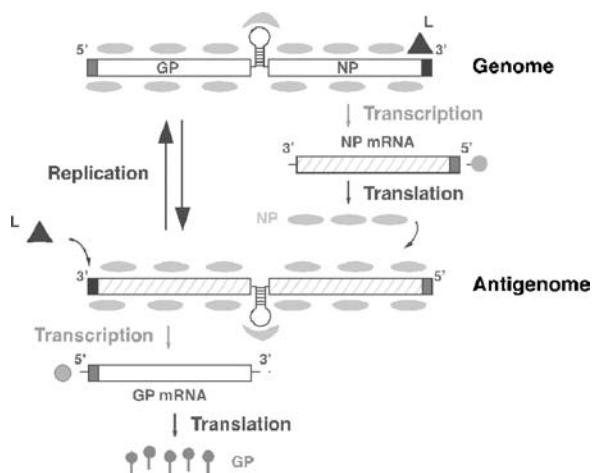 L
5' 3'
GP NP
Genome
Transcription
3' 5'
NP mRNA
Replication
Translation
NP
L
3' 5'
Antigenome
Transcription
5' 3'
GP mRNA
Translation
GP